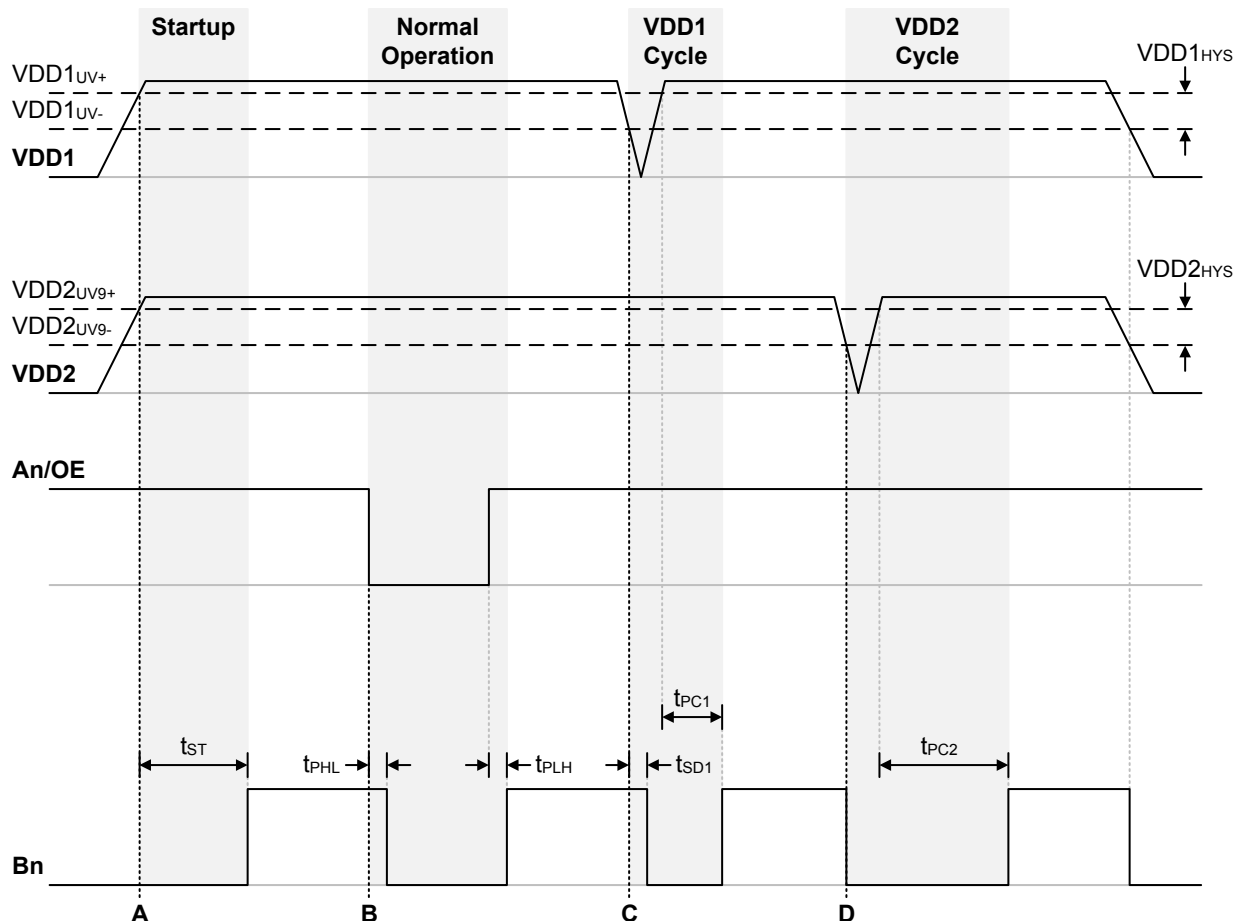 Startup
Normal
Operation
VDD1
Cycle
VDD2
Cycle
VDD1UV+
VDD1HYS
VDD1UV-
VDD1
VDD2UV9+
VDD2HYS
VDD2UV9-
VDD2
An/OE
tPC1
tST
tPHL
tPLH
tSD1
tPC2
Bn
A
B
C
D